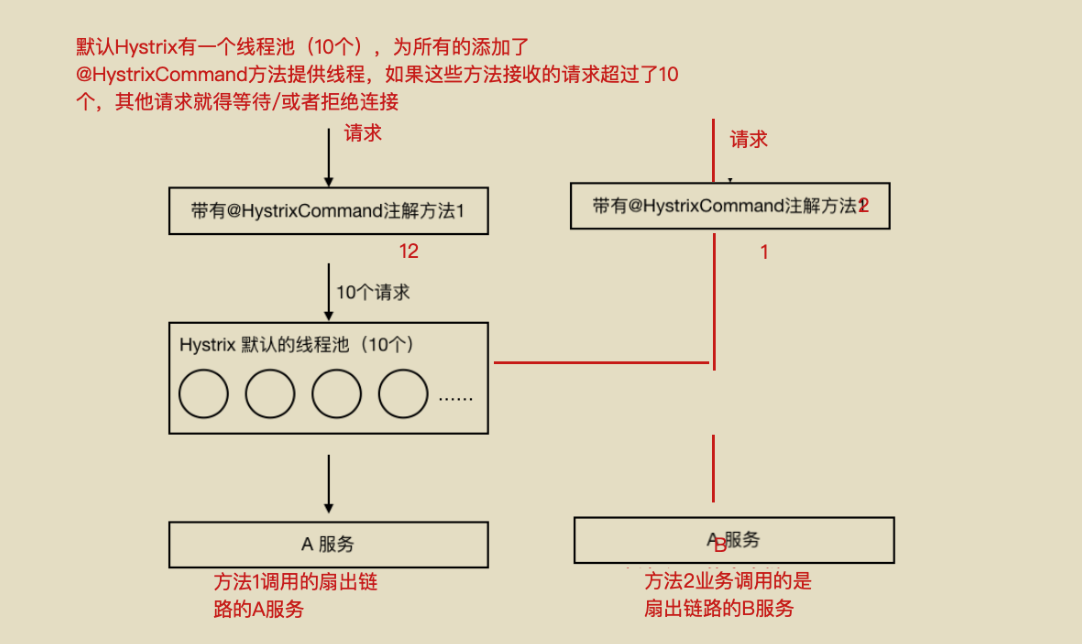 默认Hystrix有一个线程池（10个），为所有的添加了
@HystrixCommand方法提供线程，如果这些方法接收的请求超过了10
个，其他请求就得等待/或者拒绝连接
请求
请求
带有@HystrixCommand注解方法1
带有@HystrixCommand注解方法2
12
1
10个请求
Hystrix 默认的线程池（10个）
......
A 服务
B 服务
方法1调用的扇出链
路的A服务
方法2业务调用的是
扇出链路的B服务